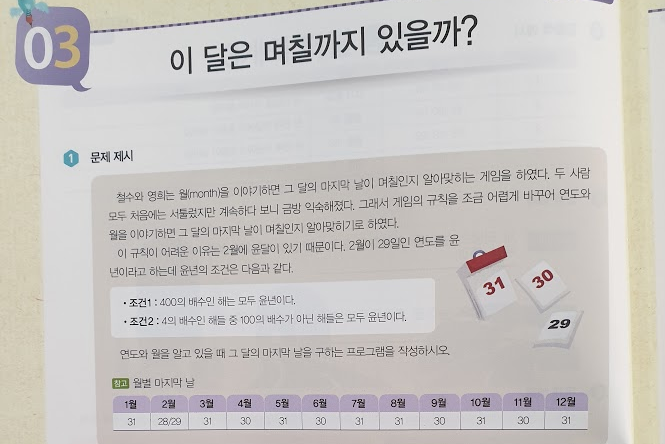 03
이 달은 며칠까지 있을까?
1 문제 제시
철수와 영희는 월(month)을 이야기하면 그 달의 마지막 날이 며칠인지 알아맞히는 게임을 하였다. 두 사람
모두 처음에는 서툴렀지만 계속하다 보니 금방 익숙해졌다. 그래서 게임의 규칙을 조금 어렵게 바꾸어 연도와
월을 이야기하면 그 달의 마지막 날이 며칠인지 알아맞히기로 하였다.
이 규칙이 어려운 이유는 2월에 윤달이 있기 때문이다. 2월이 29일인 연도를 윤
년이라고 하는데 윤년의 조건은 다음과 같다.
• 조건1 : 400의 배수인 해는 모두 윤년이다.
• 조건2 : 4의 배수인 해들 중 100의 배수가 아닌 해들은 모두 윤년이다.
31
30
29
연도와 월을 알고 있을 때 그 달의 마지막 날을 구하는 프로그램을 작성하시오.
참고 월별 마지막 날
1월 2월 3월 4월 5월 6월 7월 8월 9월 10월 11월 12월
31 28/29 31 30 31 30 31 31 30 31 30 31